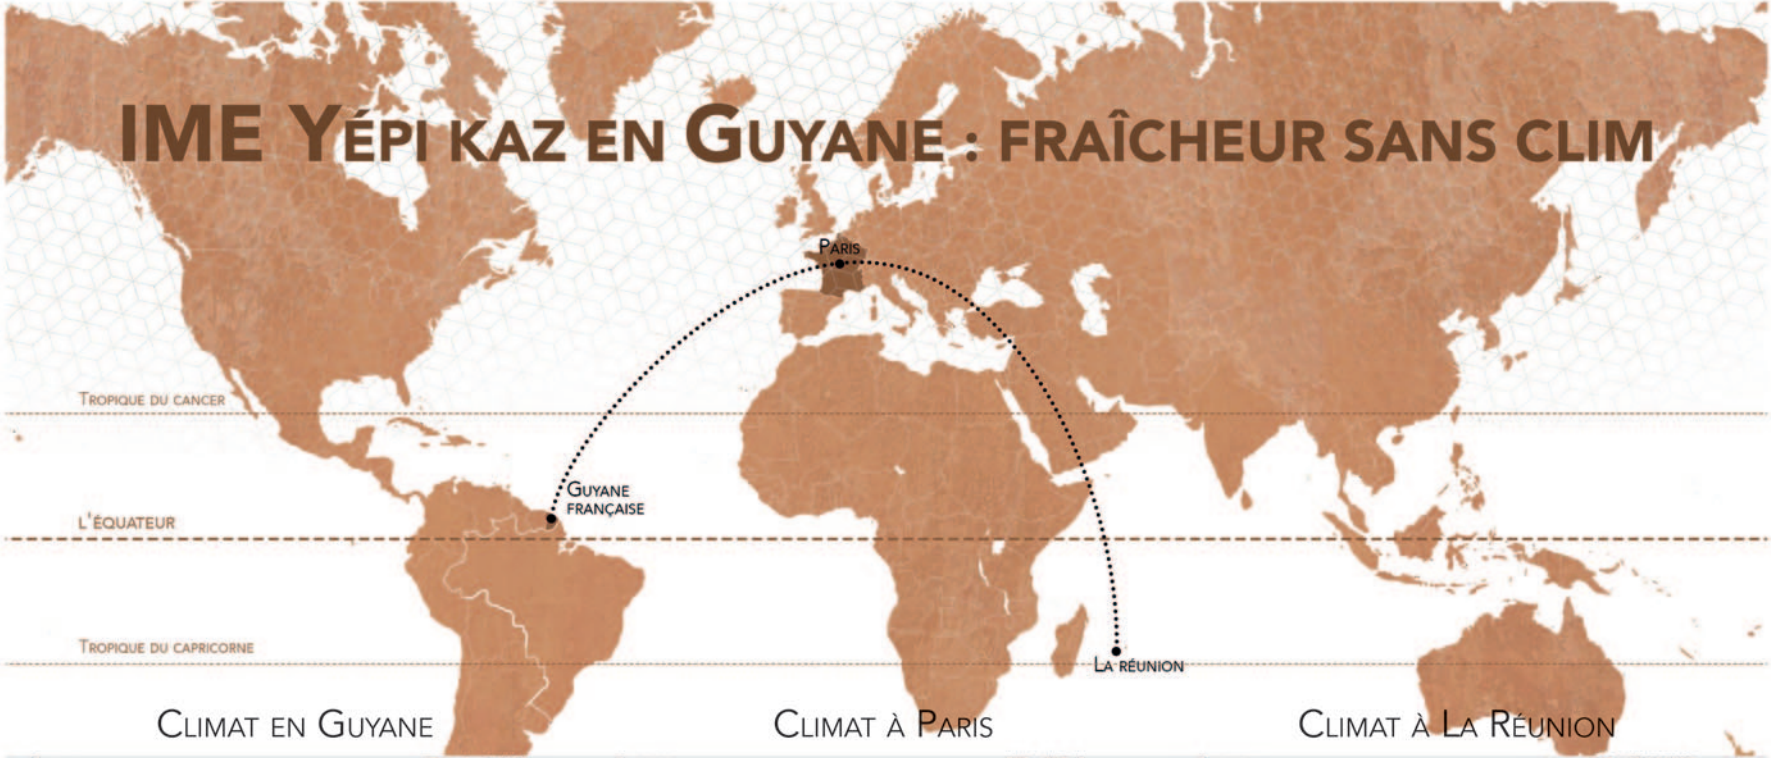 IME Yépi kaz en Guyane : fraîcheur sans clim
Paris
Tropique du cancer
Guyane
française
l'équateur
Tropique du capricorne
La réunion
Climat en Guyane
Climat à Paris
Climat à La Réunion